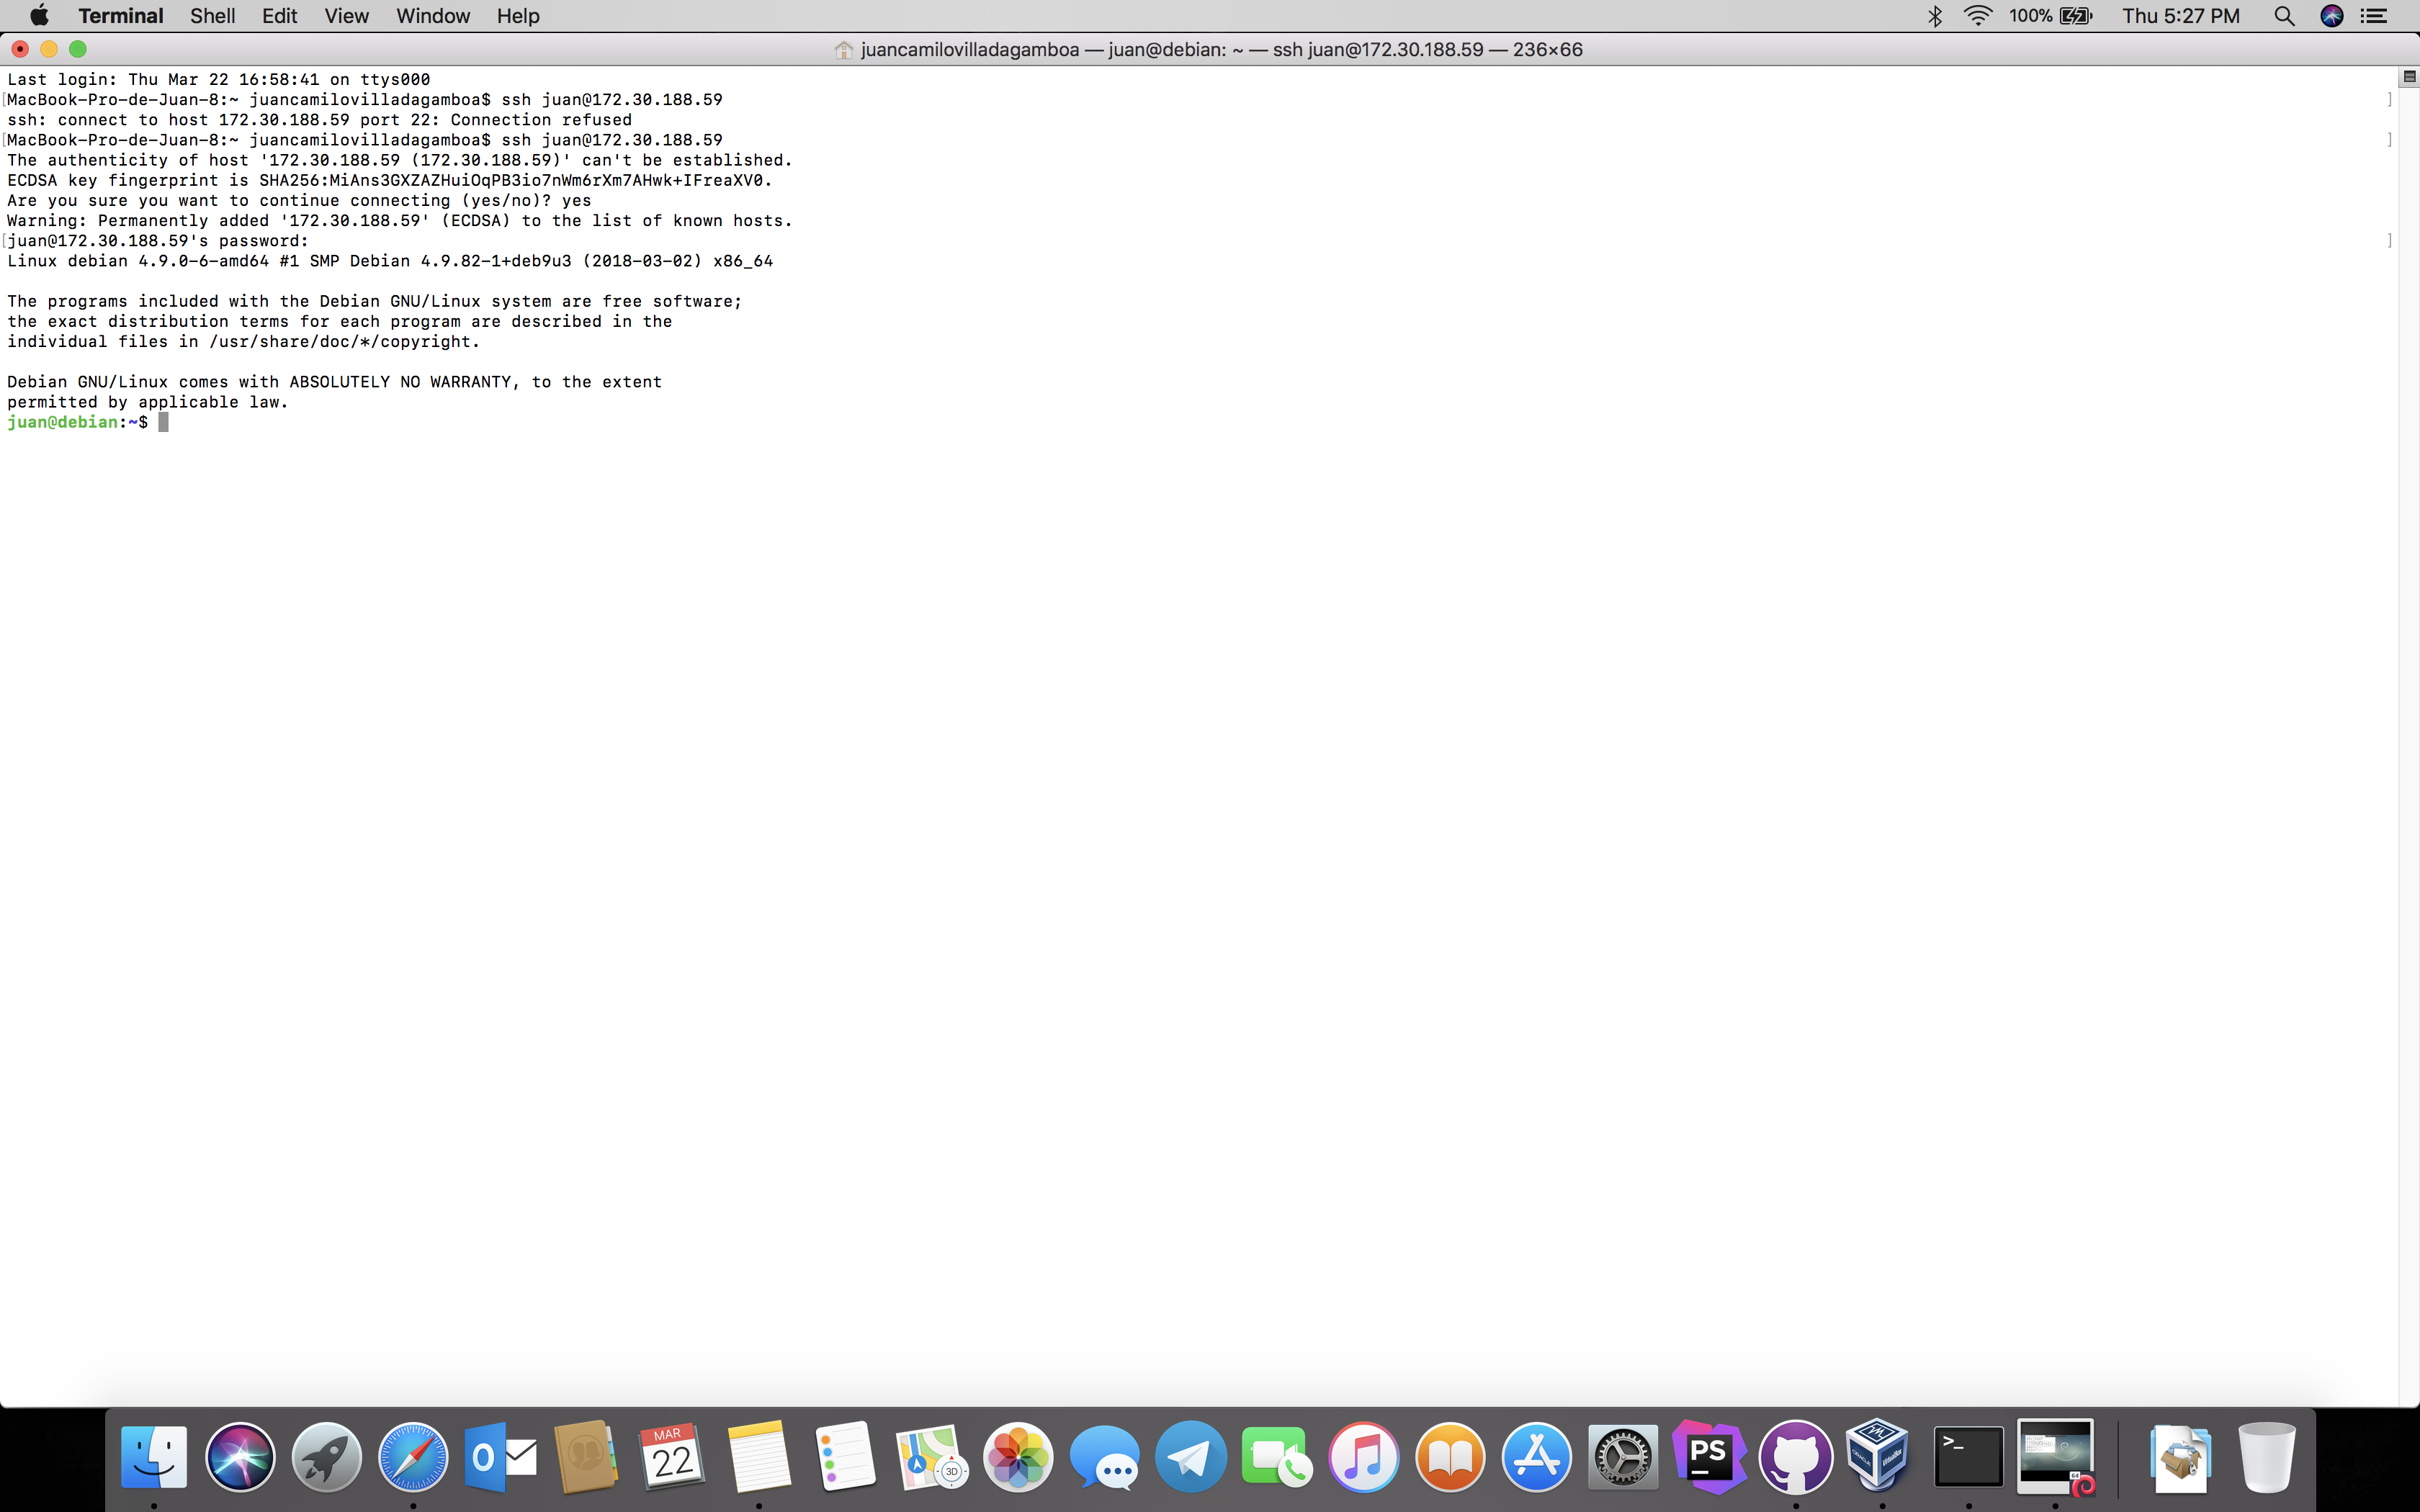 Terminal Shell Edit View Window Help 100% Thu 5:27 PM
juancamilovilladagamboa — juan@debian: ~ — ssh juan@172.30.188.59 — 236×66
Last login: Thu Mar 22 16:58:41 on ttys000
[MacBook-Pro-de-Juan-8:~ juancamilovilladagamboa$ ssh juan@172.30.188.59 ]
ssh: connect to host 172.30.188.59 port 22: Connection refused
[MacBook-Pro-de-Juan-8:~ juancamilovilladagamboa$ ssh juan@172.30.188.59 ]
The authenticity of host '172.30.188.59 (172.30.188.59)' can't be established.
ECDSA key fingerprint is SHA256:MiAns3GXZAZHuiOqPB3io7nWm6rXm7AHwk+IFreaXV0.
Are you sure you want to continue connecting (yes/no)? yes
Warning: Permanently added '172.30.188.59' (ECDSA) to the list of known hosts.
[juan@172.30.188.59's password: ]
Linux debian 4.9.0-6-amd64 #1 SMP Debian 4.9.82-1+deb9u3 (2018-03-02) x86_64
The programs included with the Debian GNU/Linux system are free software;
the exact distribution terms for each program are described in the
individual files in /usr/share/doc/*/copyright.
Debian GNU/Linux comes with ABSOLUTELY NO WARRANTY, to the extent
permitted by applicable law.
juan@debian:~$
MAR
22
3D
PS
>_
64